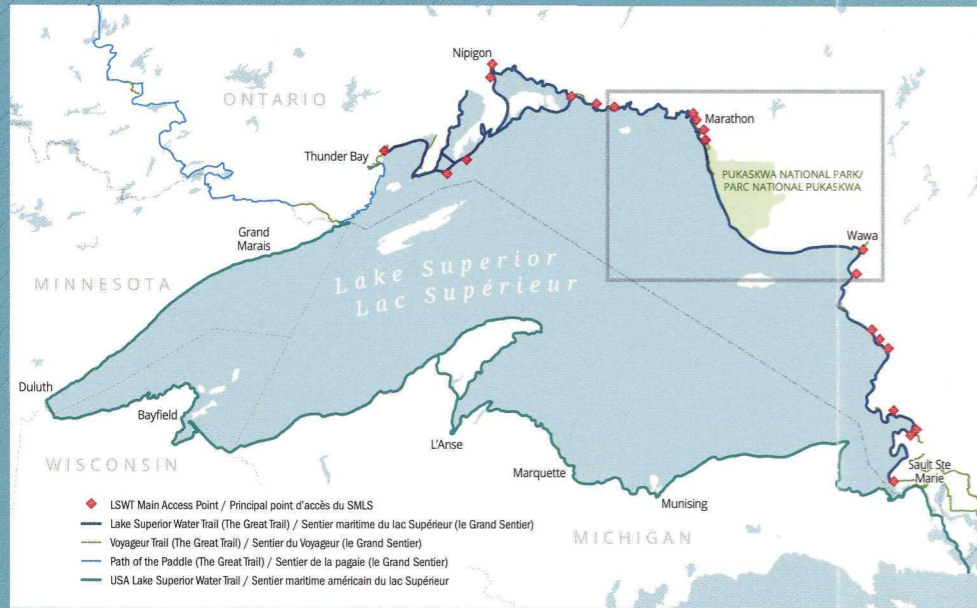 Nipigon
ONTARIO
Marathon
Thunder Bay
PUKASKWA NATIONAL PARK/
PARC NATIONAL PUKASKWA
Wawa
Grand
Marais
Lake Superior
Lac Supérieur
MINNESOTA
Duluth
Bayfield
L'Anse
WISCONSIN
Marquette
Sault Ste
Marie
Munising
MICHIGAN
LSWT Main Access Point / Principal point d'accès du SMLS
Lake Superior Water Trail (The Great Trail) / Sentier maritime du lac Supérieur (le Grand Sentier)
Voyageur Trail (The Great Trail) / Sentier du Voyageur (le Grand Sentier)
Path of the Paddle (The Great Trail) / Sentier de la pagaie (le Grand Sentier)
USA Lake Superior Water Trail / Sentier maritime américain du lac Supérieur